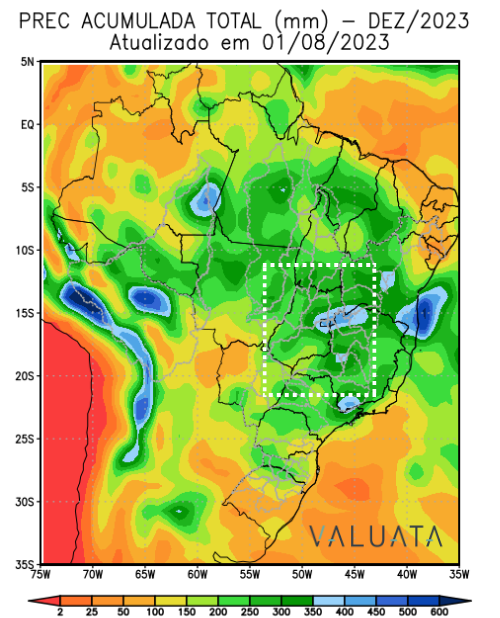 PREC ACUMULADA TOTAL (mm) – DEZ/2023
Atualizado em 01/08/2023
5N
EQ
5S
10S
15S
20S
25S
30S
35S
VALUATA
75W 70W 65W 60W 55W 50W 45W 40W 35W
2 25 50 100 150 200 250 300 350 400 450 500 600